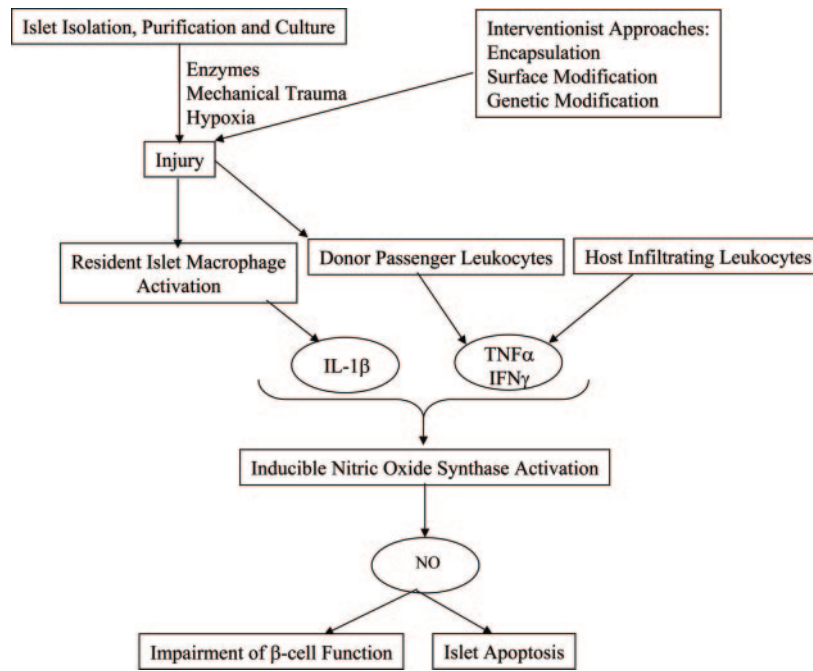 Islet Isolation, Purification and Culture
Interventionist Approaches:
Encapsulation
Surface Modification
Genetic Modification
Enzymes
Mechanical Trauma
Hypoxia
Injury
Resident Islet Macrophage
Activation
Donor Passenger Leukocytes
Host Infiltrating Leukocytes
IL-1β
TNFα
IFNγ
Inducible Nitric Oxide Synthase Activation
NO
Impairment of β-cell Function
Islet Apoptosis